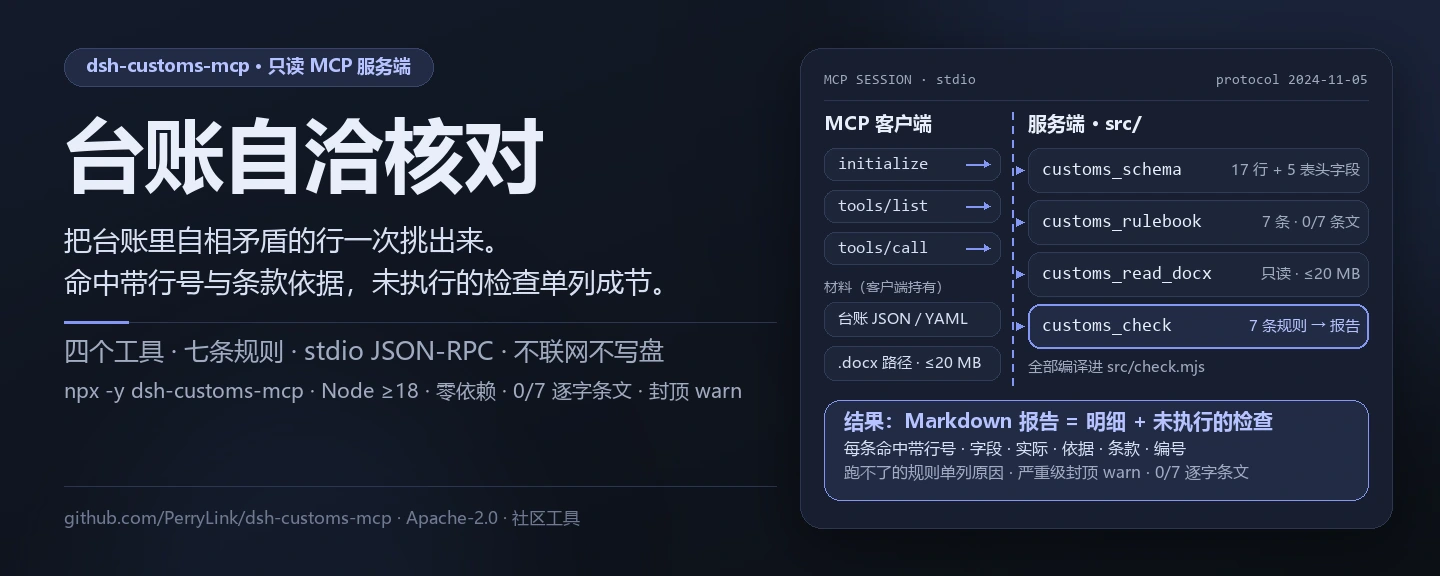 dsh-customs-mcp · 只读 MCP 服务端
台账自洽核对
把台账里自相矛盾的行一次挑出来。
命中带行号与条款依据，未执行的检查单列成节。
四个工具 · 七条规则 · stdio JSON-RPC · 不联网不写盘
npx -y dsh-customs-mcp · Node ≥18 · 零依赖 · 0/7 逐字条文 · 封顶 warn
github.com/PerryLink/dsh-customs-mcp · Apache-2.0 · 社区工具
MCP SESSION · stdio
protocol 2024-11-05
MCP 客户端
initialize →
tools/list →
tools/call →
材料（客户端持有）
台账 JSON / YAML
.docx 路径 · ≤20 MB
服务端 · src/
customs_schema 17 行 + 5 表头字段
customs_rulebook 7 条 · 0/7 条文
customs_read_docx 只读 · ≤20 MB
customs_check 7 条规则 → 报告
全部编译进 src/check.mjs
结果：Markdown 报告 = 明细 + 未执行的检查
每条命中带行号 · 字段 · 实际 · 依据 · 条款 · 编号
跑不了的规则单列原因 · 严重级封顶 warn · 0/7 逐字条文